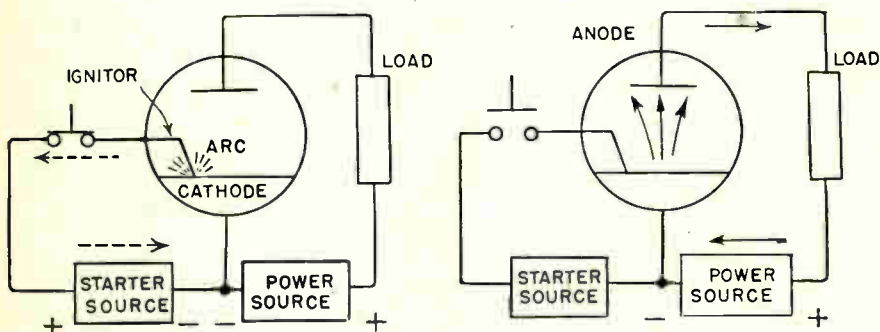 IGNITOR
ARC
CATHODE
LOAD
STARTER
SOURCE
POWER
SOURCE
+ - - +
ANODE
LOAD
STARTER
SOURCE
POWER
SOURCE
- +